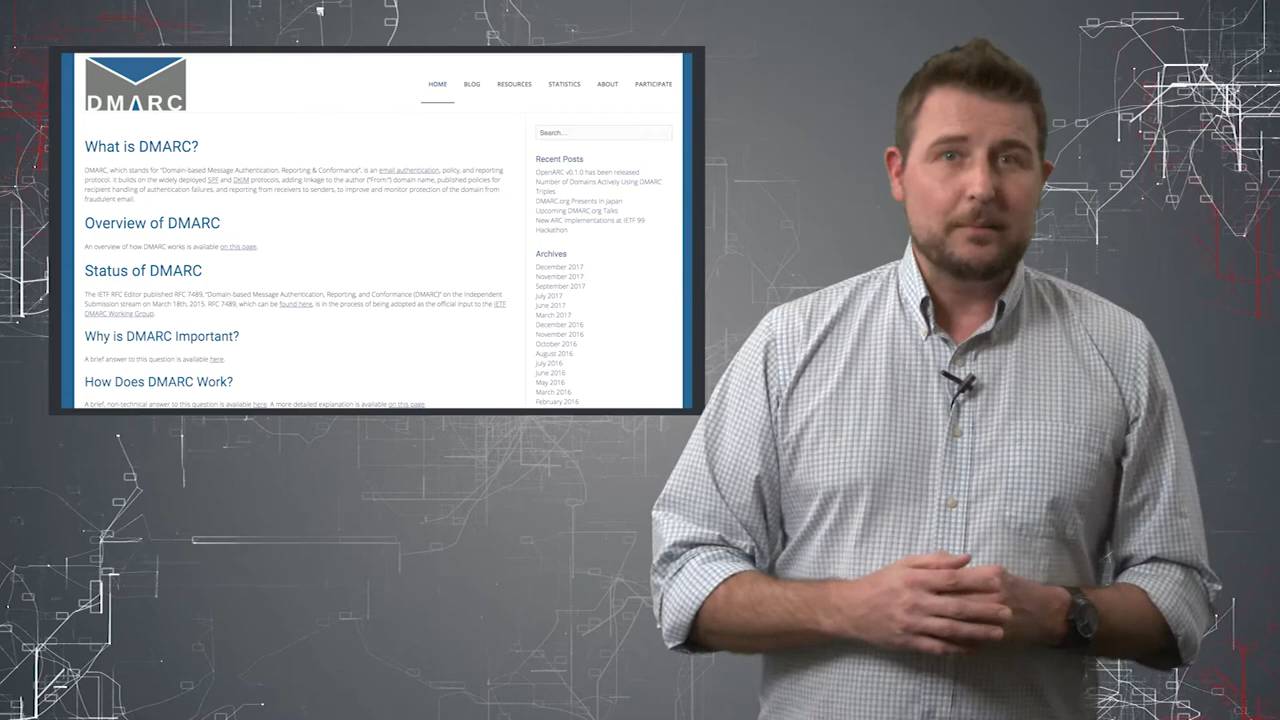 DMARC
HOME BLOG RESOURCES STATISTICS ABOUT PARTICIPATE
What is DMARC?
DMARC, which stands for "Domain-based Message Authentication, Reporting & Conformance", is an email authentication, policy, and reporting
protocol. It builds on the widely deployed SPF and DKIM protocols, adding linkage to the author ("From:") domain name, published policies for
recipient handling of authentication failures, and reporting from receivers to senders, to improve and monitor protection of the domain from
fraudulent email.
Overview of DMARC
An overview of how DMARC works is available on this page.
Status of DMARC
The IETF RFC Editor published RFC 7489, "Domain-based Message Authentication, Reporting, and Conformance (DMARC)" on the Independent
Submission stream on March 18th, 2015. RFC 7489, which can be found here, is in the process of being adopted as the official input to the IETF
DMARC Working Group.
Why is DMARC Important?
A brief answer to this question is available here.
How Does DMARC Work?
A brief, non-technical answer to this question is available here. A more detailed explanation is available on this page.
Search...
Recent Posts
OpenARC v0.1.0 has been released
Number of Domains Actively Using DMARC
Triples
DMARC.org Presents in Japan
Upcoming DMARC.org Talks
New ARC Implementations at IETF 99
Hackathon
Archives
December 2017
November 2017
September 2017
July 2017
June 2017
March 2017
December 2016
November 2016
October 2016
August 2016
July 2016
June 2016
May 2016
March 2016
February 2016